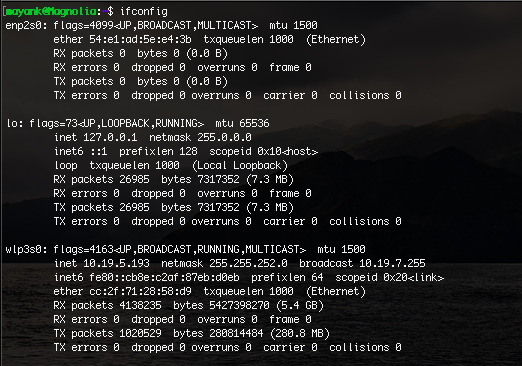 [mayank@Magnolia:~$ ifconfig
enp2s0: flags=4099<UP,BROADCAST,MULTICAST>  mtu 1500
        ether 54:e1:ad:5e:e4:3b  txqueuelen 1000  (Ethernet)
        RX packets 0  bytes 0 (0.0 B)
        RX errors 0  dropped 0  overruns 0  frame 0
        TX packets 0  bytes 0 (0.0 B)
        TX errors 0  dropped 0 overruns 0  carrier 0  collisions 0
lo: flags=73<UP,LOOPBACK,RUNNING>  mtu 65536
        inet 127.0.0.1  netmask 255.0.0.0
        inet6 ::1  prefixlen 128  scopeid 0x10<host>
        loop  txqueuelen 1000  (Local Loopback)
        RX packets 26985  bytes 7317352 (7.3 MB)
        RX errors 0  dropped 0  overruns 0  frame 0
        TX packets 26985  bytes 7317352 (7.3 MB)
        TX errors 0  dropped 0 overruns 0  carrier 0  collisions 0
wlp3s0: flags=4163<UP,BROADCAST,RUNNING,MULTICAST>  mtu 1500
        inet 10.19.5.193  netmask 255.255.252.0  broadcast 10.19.7.255
        inet6 fe80::cb8e:c2af:87eb:d0eb  prefixlen 64  scopeid 0x20<link>
        ether cc:2f:71:28:58:d9  txqueuelen 1000  (Ethernet)
        RX packets 4138235  bytes 5427398270 (5.4 GB)
        RX errors 0  dropped 0  overruns 0  frame 0
        TX packets 1020529  bytes 280814484 (280.8 MB)
        TX errors 0  dropped 0 overruns 0  carrier 0  collisions 0